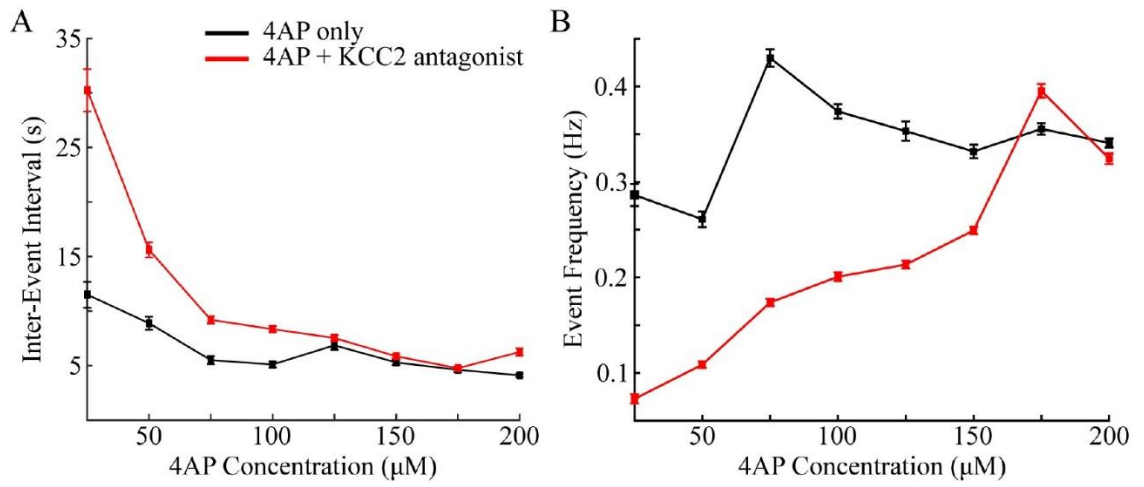 A
35
25
15
5
Inter-Event Interval (s)
4AP only
4AP + KCC2 antagonist
50 100 150 200
4AP Concentration (μM)
B
0.4
0.3
0.2
0.1
Event Frequency (Hz)
50 100 150 200
4AP Concentration (μM)